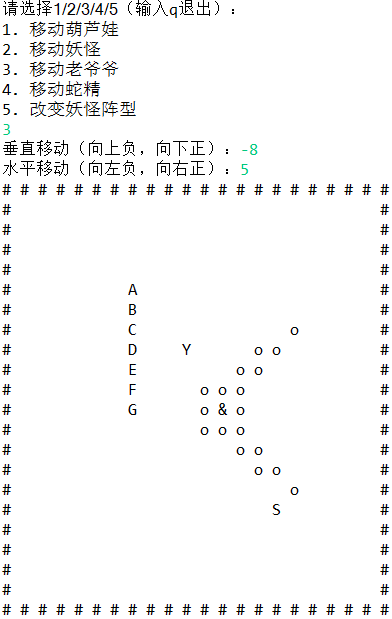 请选择1/2/3/4/5（输入q退出）：
1. 移动葫芦娃
2. 移动妖怪
3. 移动老爷爷
4. 移动蛇精
5. 改变妖怪阵型
3
垂直移动（向上负，向下正）：-8
水平移动（向左负，向右正）：5
# # # # # # # # # # # # # # # # # # # # # #
#                                         #
#                                         #
#                                         #
#                                         #
#             A                           #
#             B                           #
#             C                 o         #
#             D     Y       o o           #
#             E           o o             #
#             F       o o o               #
#             G       o & o               #
#                     o o o               #
#                         o o             #
#                           o o           #
#                               o         #
#                             S           #
#                                         #
#                                         #
#                                         #
#                                         #
# # # # # # # # # # # # # # # # # # # # # #